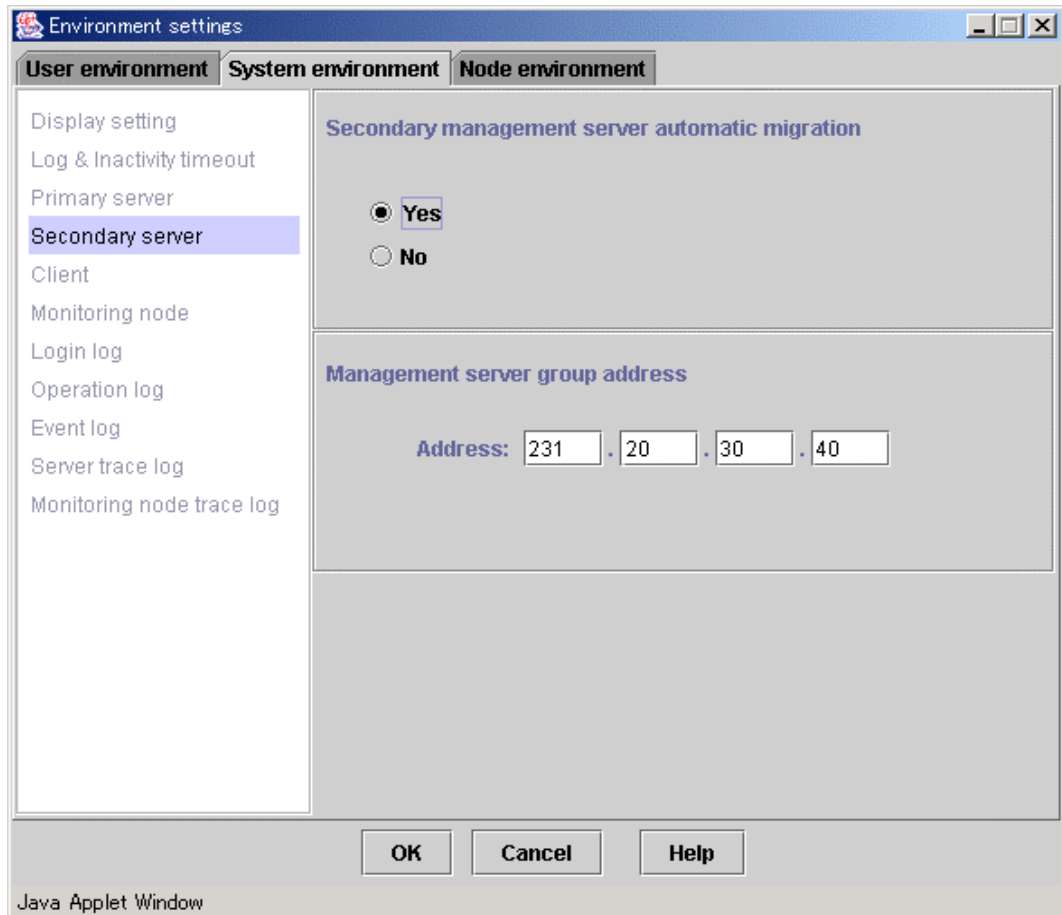 Environment settings
User environment System environment Node environment
Display setting
Log & Inactivity timeout
Primary server
Secondary server
Client
Monitoring node
Login log
Operation log
Event log
Server trace log
Monitoring node trace log
Secondary management server automatic migration
Yes
No
Management server group address
Address: 231 . 20 . 30 . 40
OK Cancel Help
Java Applet Window